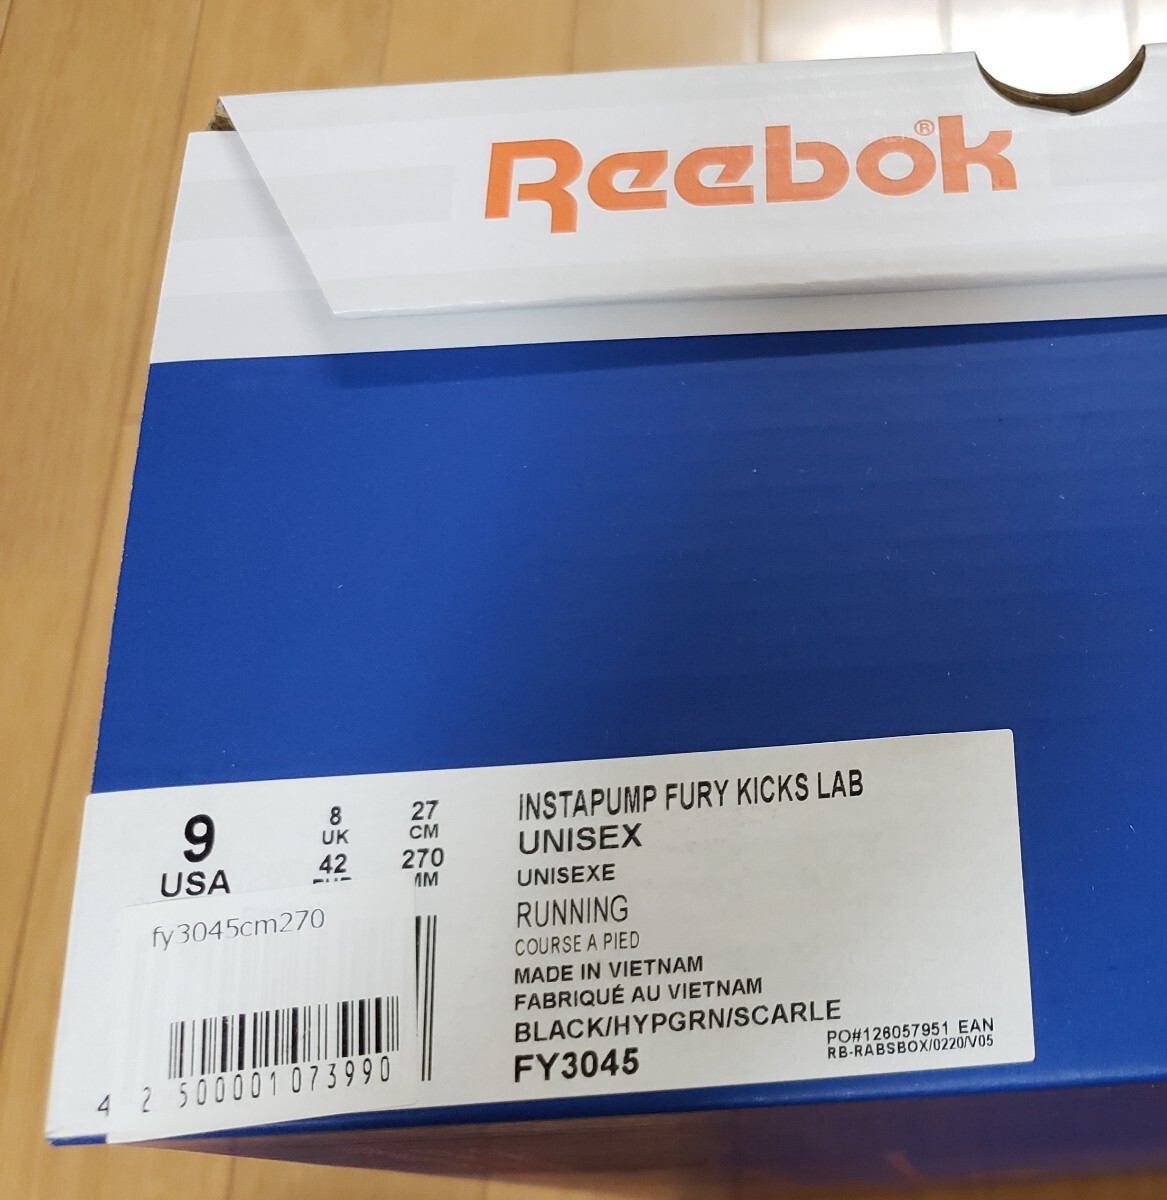 Reebok®
9
USA
8
UK
42
27
CM
270
MM
INSTAPUMP FURY KICKS LAB
UNISEX
UNISEXE
RUNNING
COURSE A PIED
MADE IN VIETNAM
FABRIQUÉ AU VIETNAM
BLACK/HYPGRN/SCARLE
FY3045
PO#126057951 EAN
RB-RABSBOX/0220/V05
fy3045cm270
2 500001 073990
4